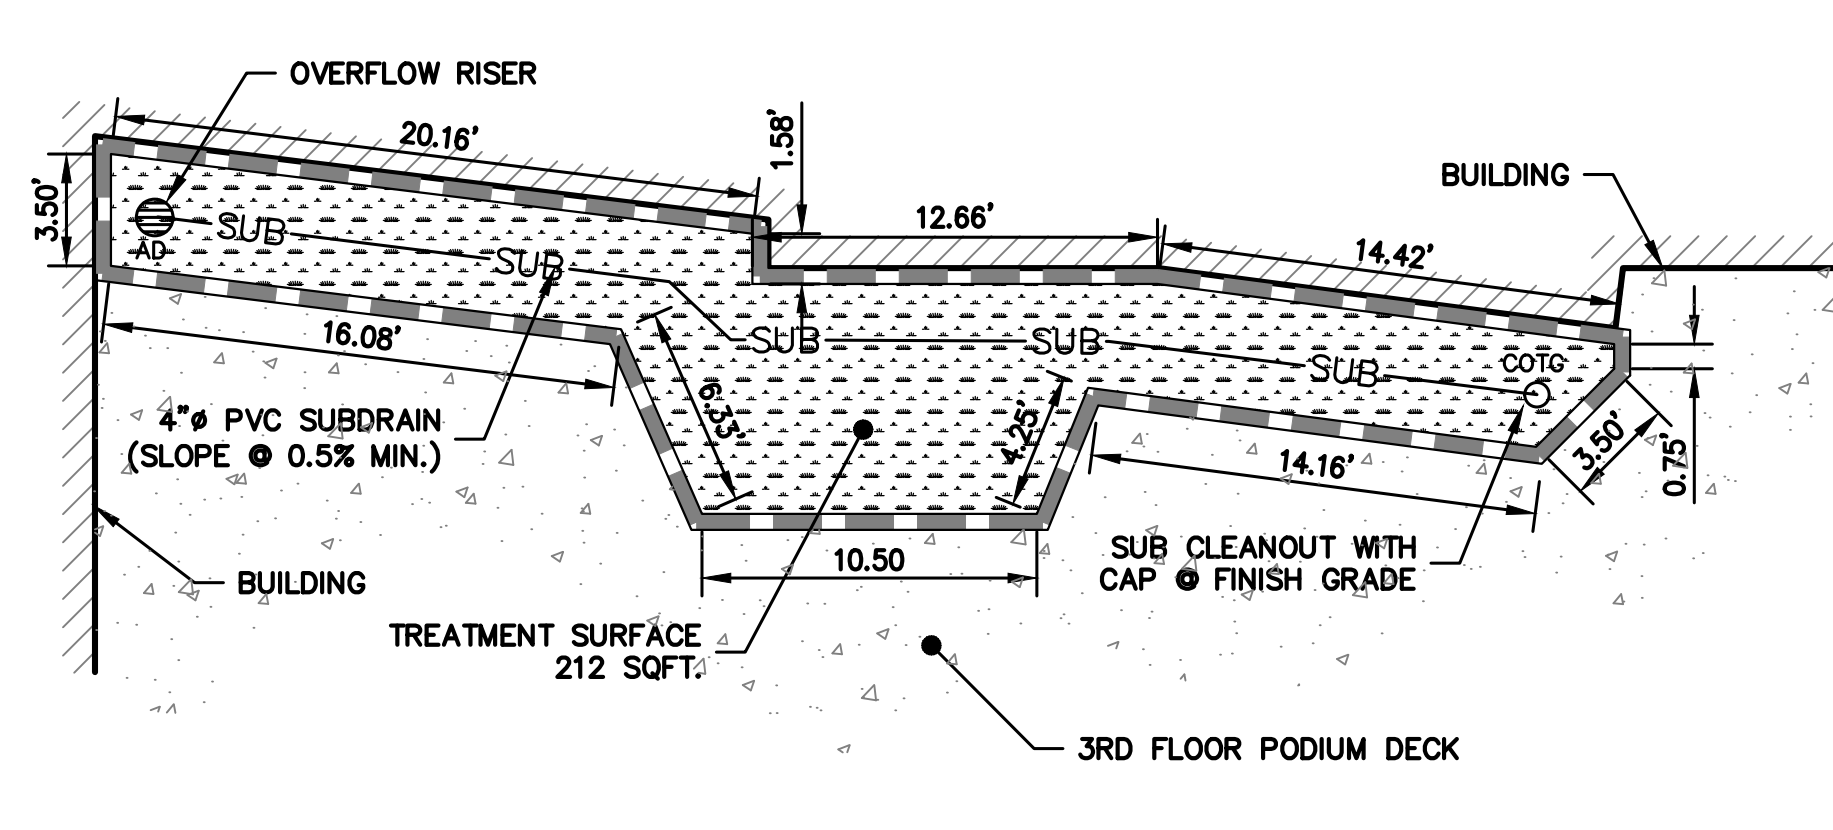 OVERFLOW RISER
20.16'
1.58'
3.50'
12.66'
BUILDING
14.42'
SUB
AD
SUB
16.08'
SUB
SUB
COTG
SUB
6.33'
4.25'
4"ø PVC SUBDRAIN
(SLOPE @ 0.5% MIN.)
14.16'
3.50'
0.75'
SUB CLEANOUT WITH
CAP @ FINISH GRADE
10.50
BUILDING
TREATMENT SURFACE
212 SQFT.
3RD FLOOR PODIUM DECK